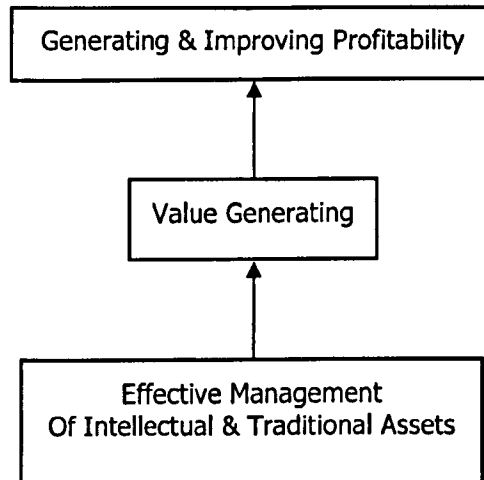 Generating & Improving Profitability
Value Generating
Effective Management
Of Intellectual & Traditional Assets